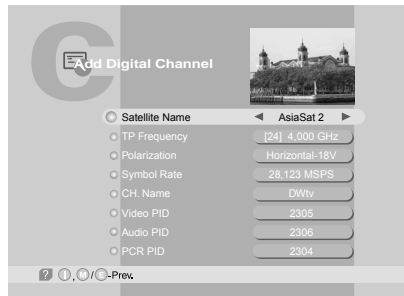 Add Digital Channel
Satellite Name ◀ AsiaSat 2 ▶
TP Frequency [24] 4,000 GHz
Polarization Horizontal-18V
Symbol Rate 28,123 MSPS
CH. Name DWtv
Video PID 2305
Audio PID 2306
PCR PID 2304
? I, M / E -Prev.